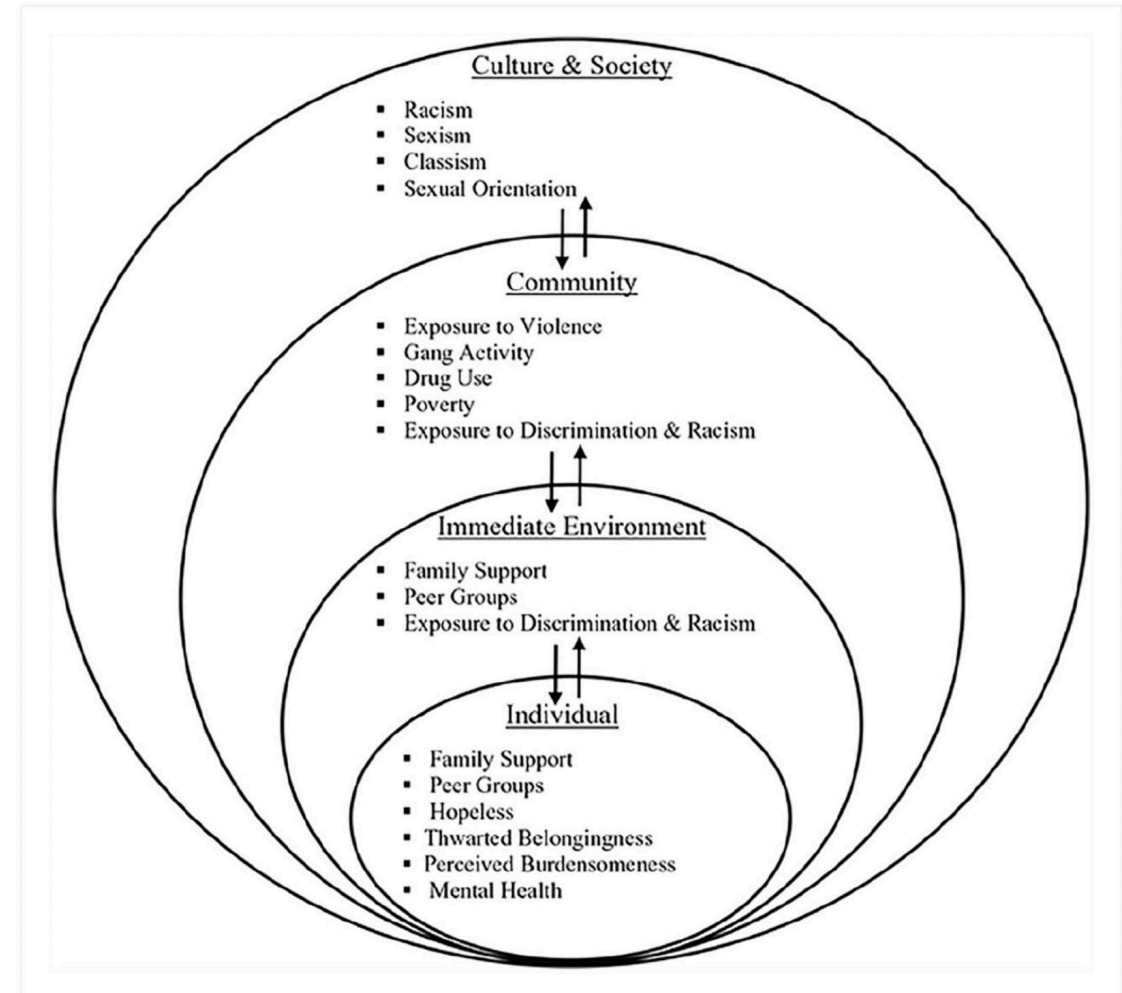 Culture & Society
▪ Racism
▪ Sexism
▪ Classism
▪ Sexual Orientation
Community
▪ Exposure to Violence
▪ Gang Activity
▪ Drug Use
▪ Poverty
▪ Exposure to Discrimination & Racism
Immediate Environment
▪ Family Support
▪ Peer Groups
▪ Exposure to Discrimination & Racism
Individual
▪ Family Support
▪ Peer Groups
▪ Hopeless
▪ Thwarted Belongingness
▪ Perceived Burdensomeness
▪ Mental Health